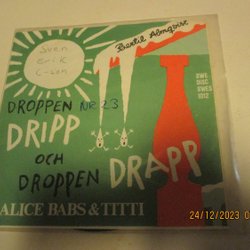 Sven
erik
C-son
Bertil Almqvist
SWE
DISC
SWES
1012
DROPPEN NR 23
DRIPP
OCH
DROPPEN
DRAPP
ALICE BABS & TITTI
24/12/2023 0